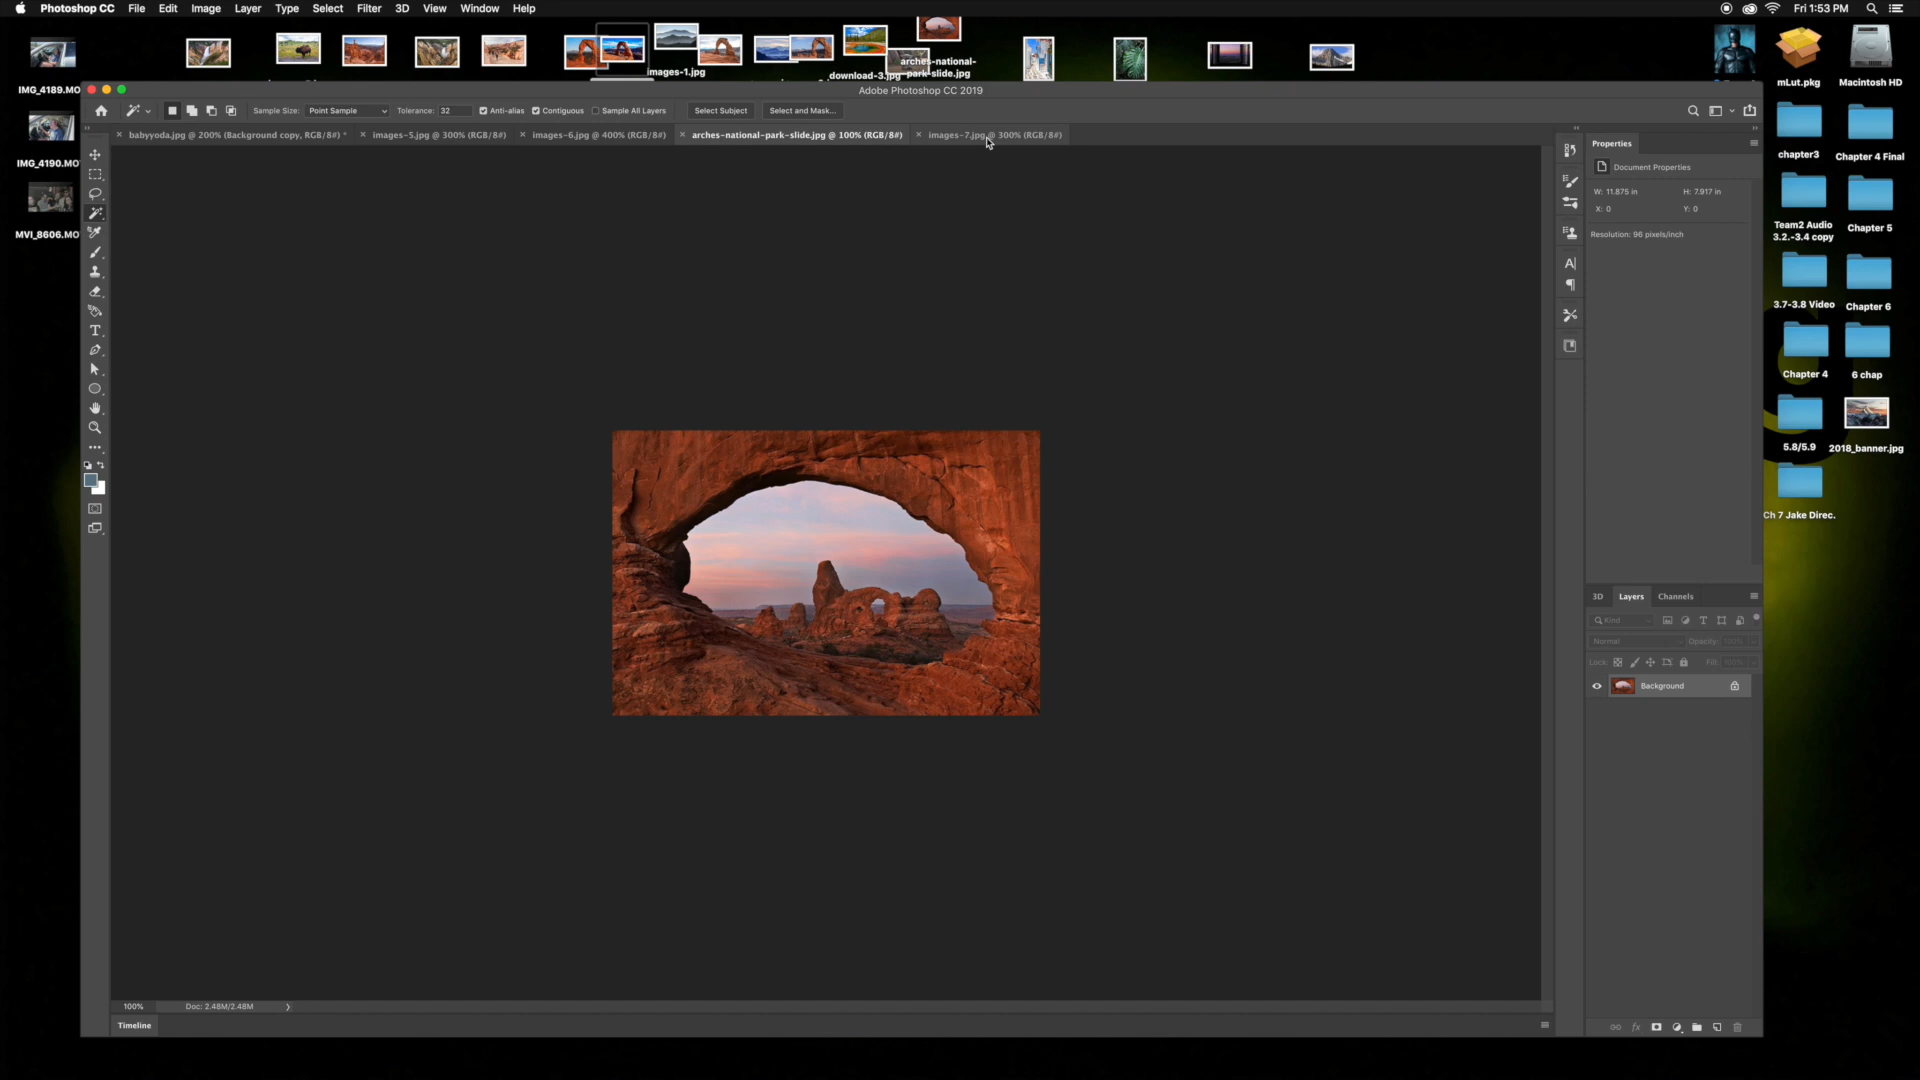 Photoshop CC File Edit Image Layer Type Select Filter 3D View Window Help Fri 1:53 PM
IMG_4189.MO
images-1.jpg
download-3.jpg
arches-national-
park-slide.jpg
mLut.pkg
Macintosh HD
Adobe Photoshop CC 2019
Sample Size: Point Sample Tolerance: 32 Anti-alias Contiguous Sample All Layers Select Subject Select and Mask...
babyyoda.jpg @ 200% (Background copy, RGB/8#) * images-5.jpg @ 300% (RGB/8#) images-6.jpg @ 400% (RGB/8#) arches-national-park-slide.jpg @ 100% (RGB/8#) images-7.jpg @ 300% (RGB/8#)
IMG_4190.MO
MVI_8606.MO
Properties
Document Properties
W: 11.875 in H: 7.917 in
X: 0 Y: 0
Resolution: 96 pixels/inch
chapter3
Chapter 4 Final
Team2 Audio
3.2.-3.4 copy
Chapter 5
3.7-3.8 Video
Chapter 6
Chapter 4
6 chap
5.8/5.9
2018_banner.jpg
Ch 7 Jake Direc.
3D Layers Channels
Kind
Normal Opacity: 100%
Lock: Fill: 100%
Background
100% Doc: 2.48M/2.48M
Timeline